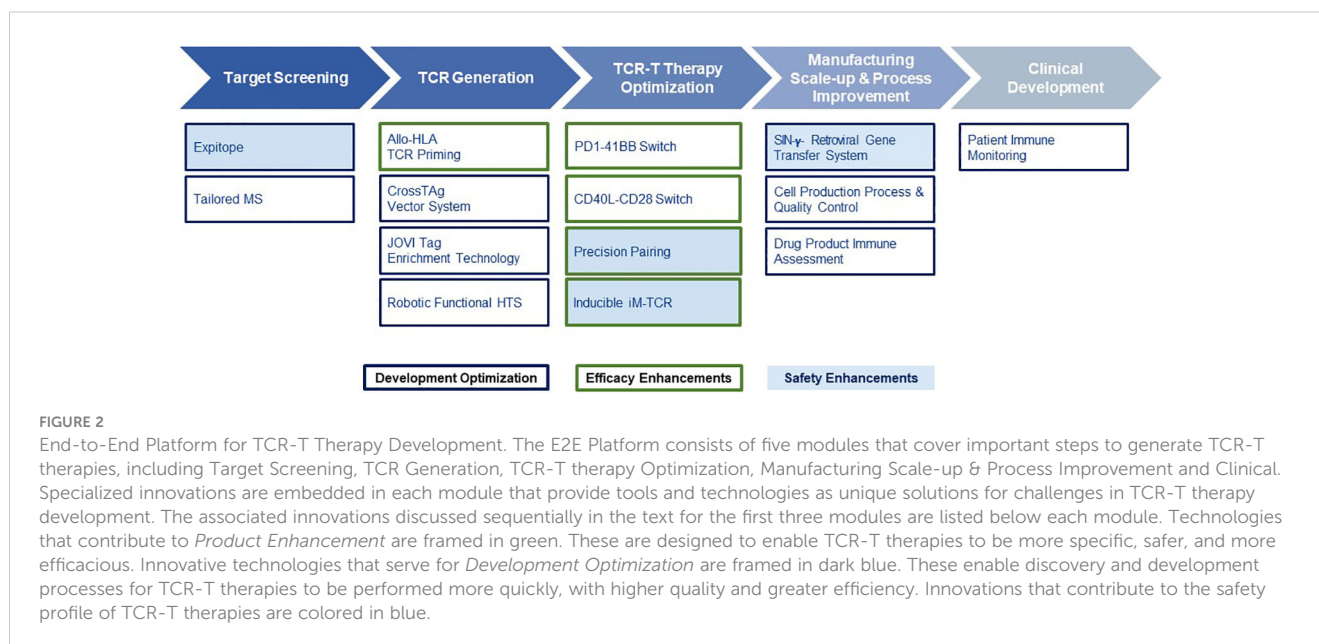 Target Screening
TCR Generation
TCR-T Therapy
Optimization
Manufacturing
Scale-up & Process
Improvement
Clinical
Development
Expitope
Tailored MS
Allo-HLA
TCR Priming
CrossTAg
Vector System
JOVI Tag
Enrichment Technology
Robotic Functional HTS
PD1-41BB Switch
CD40L-CD28 Switch
Precision Pairing
Inducible iM-TCR
SIN-γ- Retroviral Gene
Transfer System
Cell Production Process &
Quality Control
Drug Product Immune
Assessment
Patient Immune
Monitoring
Development Optimization
Efficacy Enhancements
Safety Enhancements
FIGURE 2
End-to-End Platform for TCR-T Therapy Development. The E2E Platform consists of five modules that cover important steps to generate TCR-T
therapies, including Target Screening, TCR Generation, TCR-T therapy Optimization, Manufacturing Scale-up & Process Improvement and Clinical.
Specialized innovations are embedded in each module that provide tools and technologies as unique solutions for challenges in TCR-T therapy
development. The associated innovations discussed sequentially in the text for the first three modules are listed below each module. Technologies
that contribute to Product Enhancement are framed in green. These are designed to enable TCR-T therapies to be more specific, safer, and more
efficacious. Innovative technologies that serve for Development Optimization are framed in dark blue. These enable discovery and development
processes for TCR-T therapies to be performed more quickly, with higher quality and greater efficiency. Innovations that contribute to the safety
profile of TCR-T therapies are colored in blue.